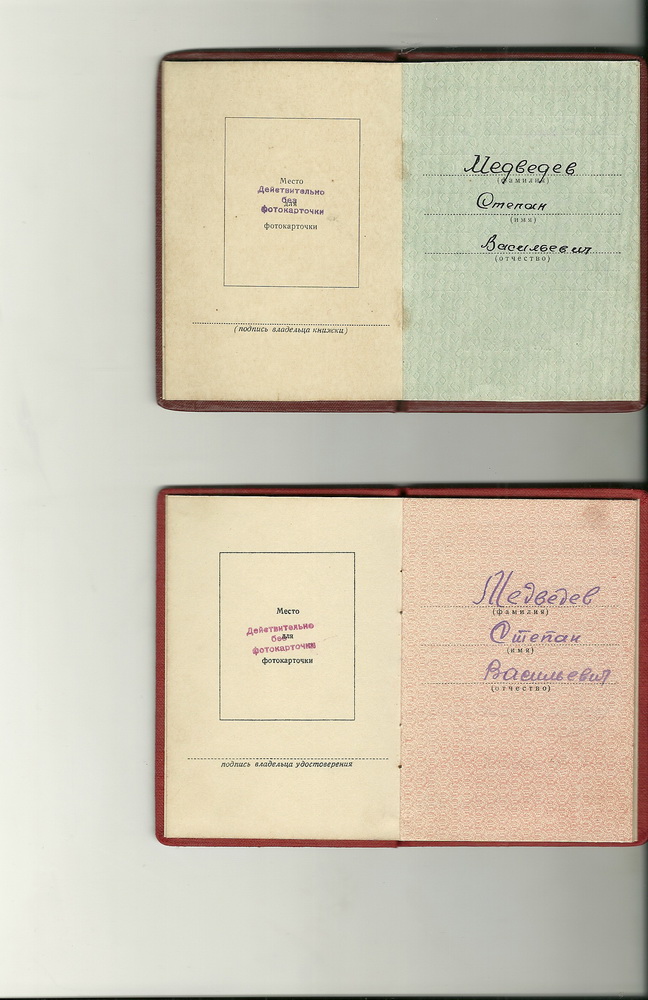 Место
Действительно
без
для
фотокарточки
фотокарточки
(подпись владельца книжки)
Медведев
(фамилия)
Степан
(имя)
Васильевич
(отчество)
Место
Действительно
для
без
фотокарточки
фотокарточки
подпись владельца удостоверения
Медведев
(фамилия)
Степан
(имя)
Васильевич
(отчество)